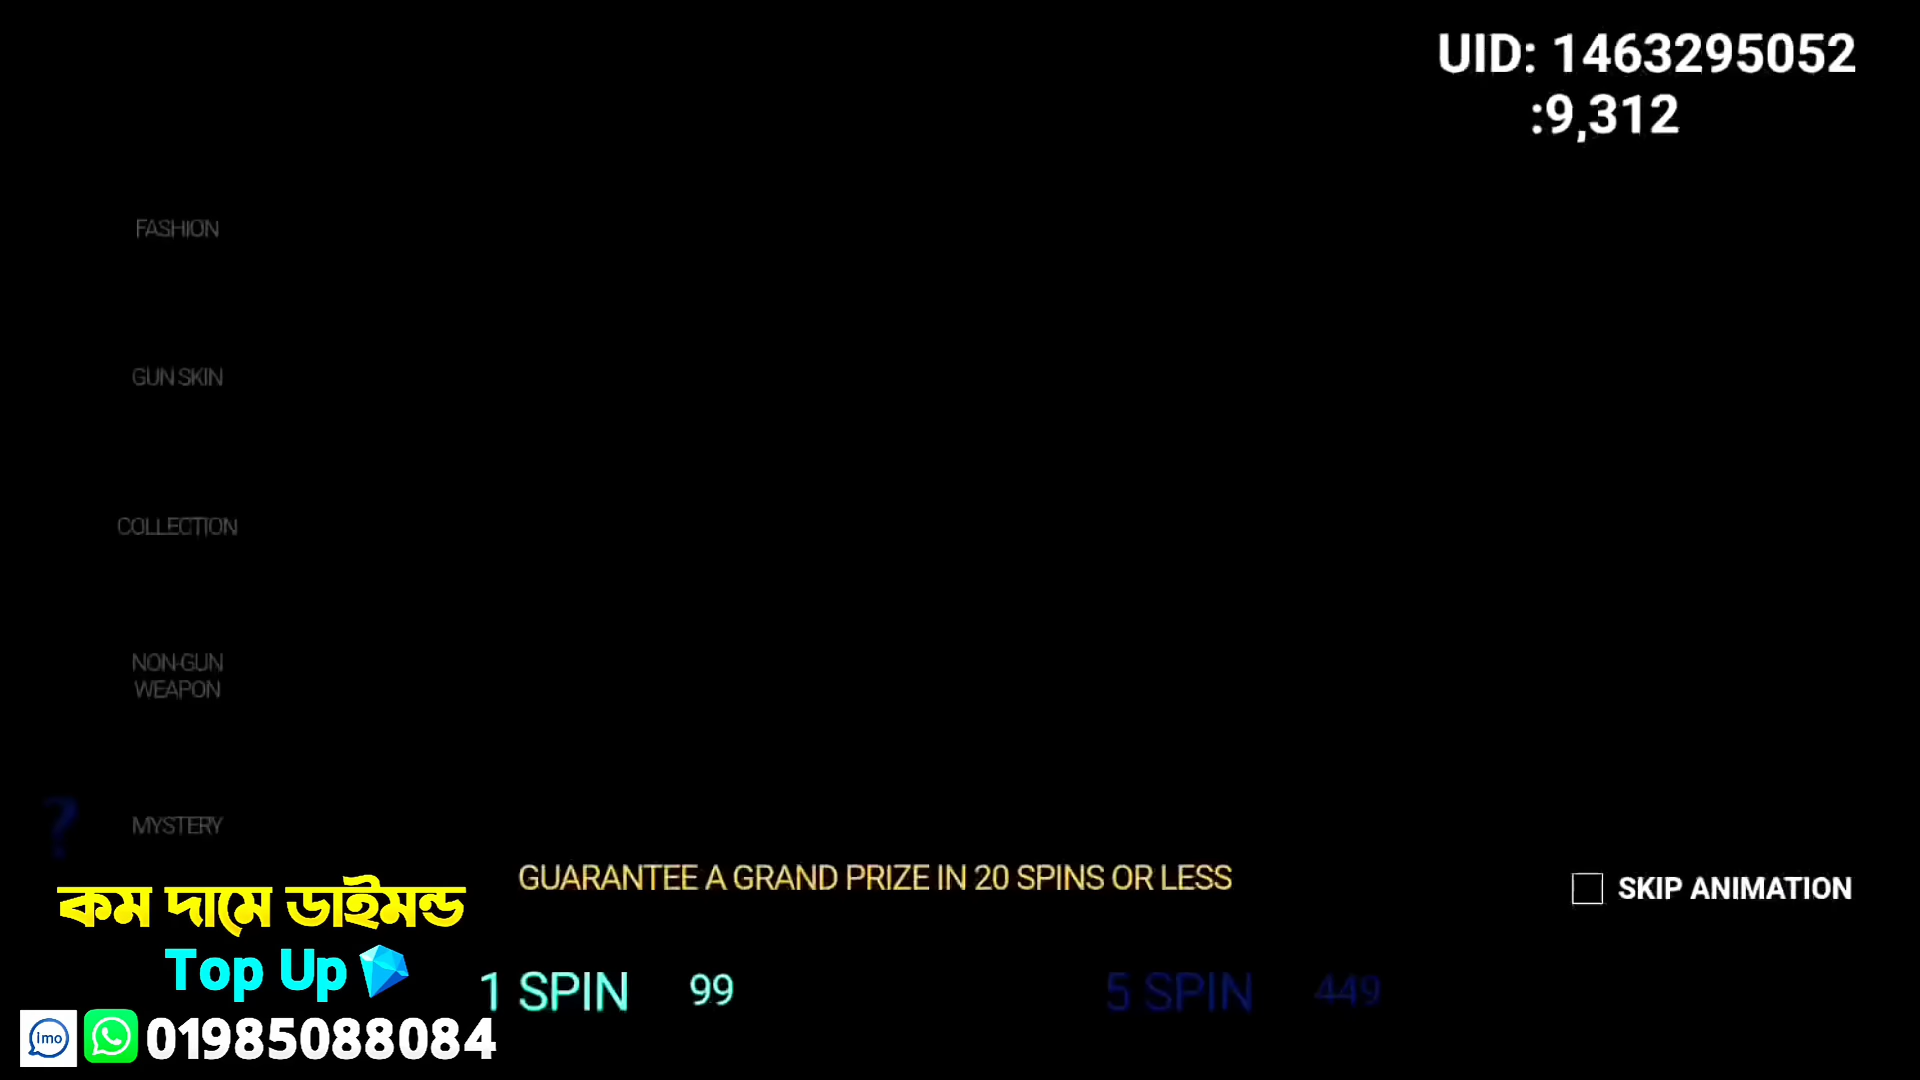 UID: 1463295052
:9,312
FASHION
GUN SKIN
COLLECTION
NON-GUN
WEAPON
?
MYSTERY
GUARANTEE A GRAND PRIZE IN 20 SPINS OR LESS
SKIP ANIMATION
কম দামে ডাইমন্ড
Top Up
1 SPIN 99
5 SPIN 449
imo
01985088084